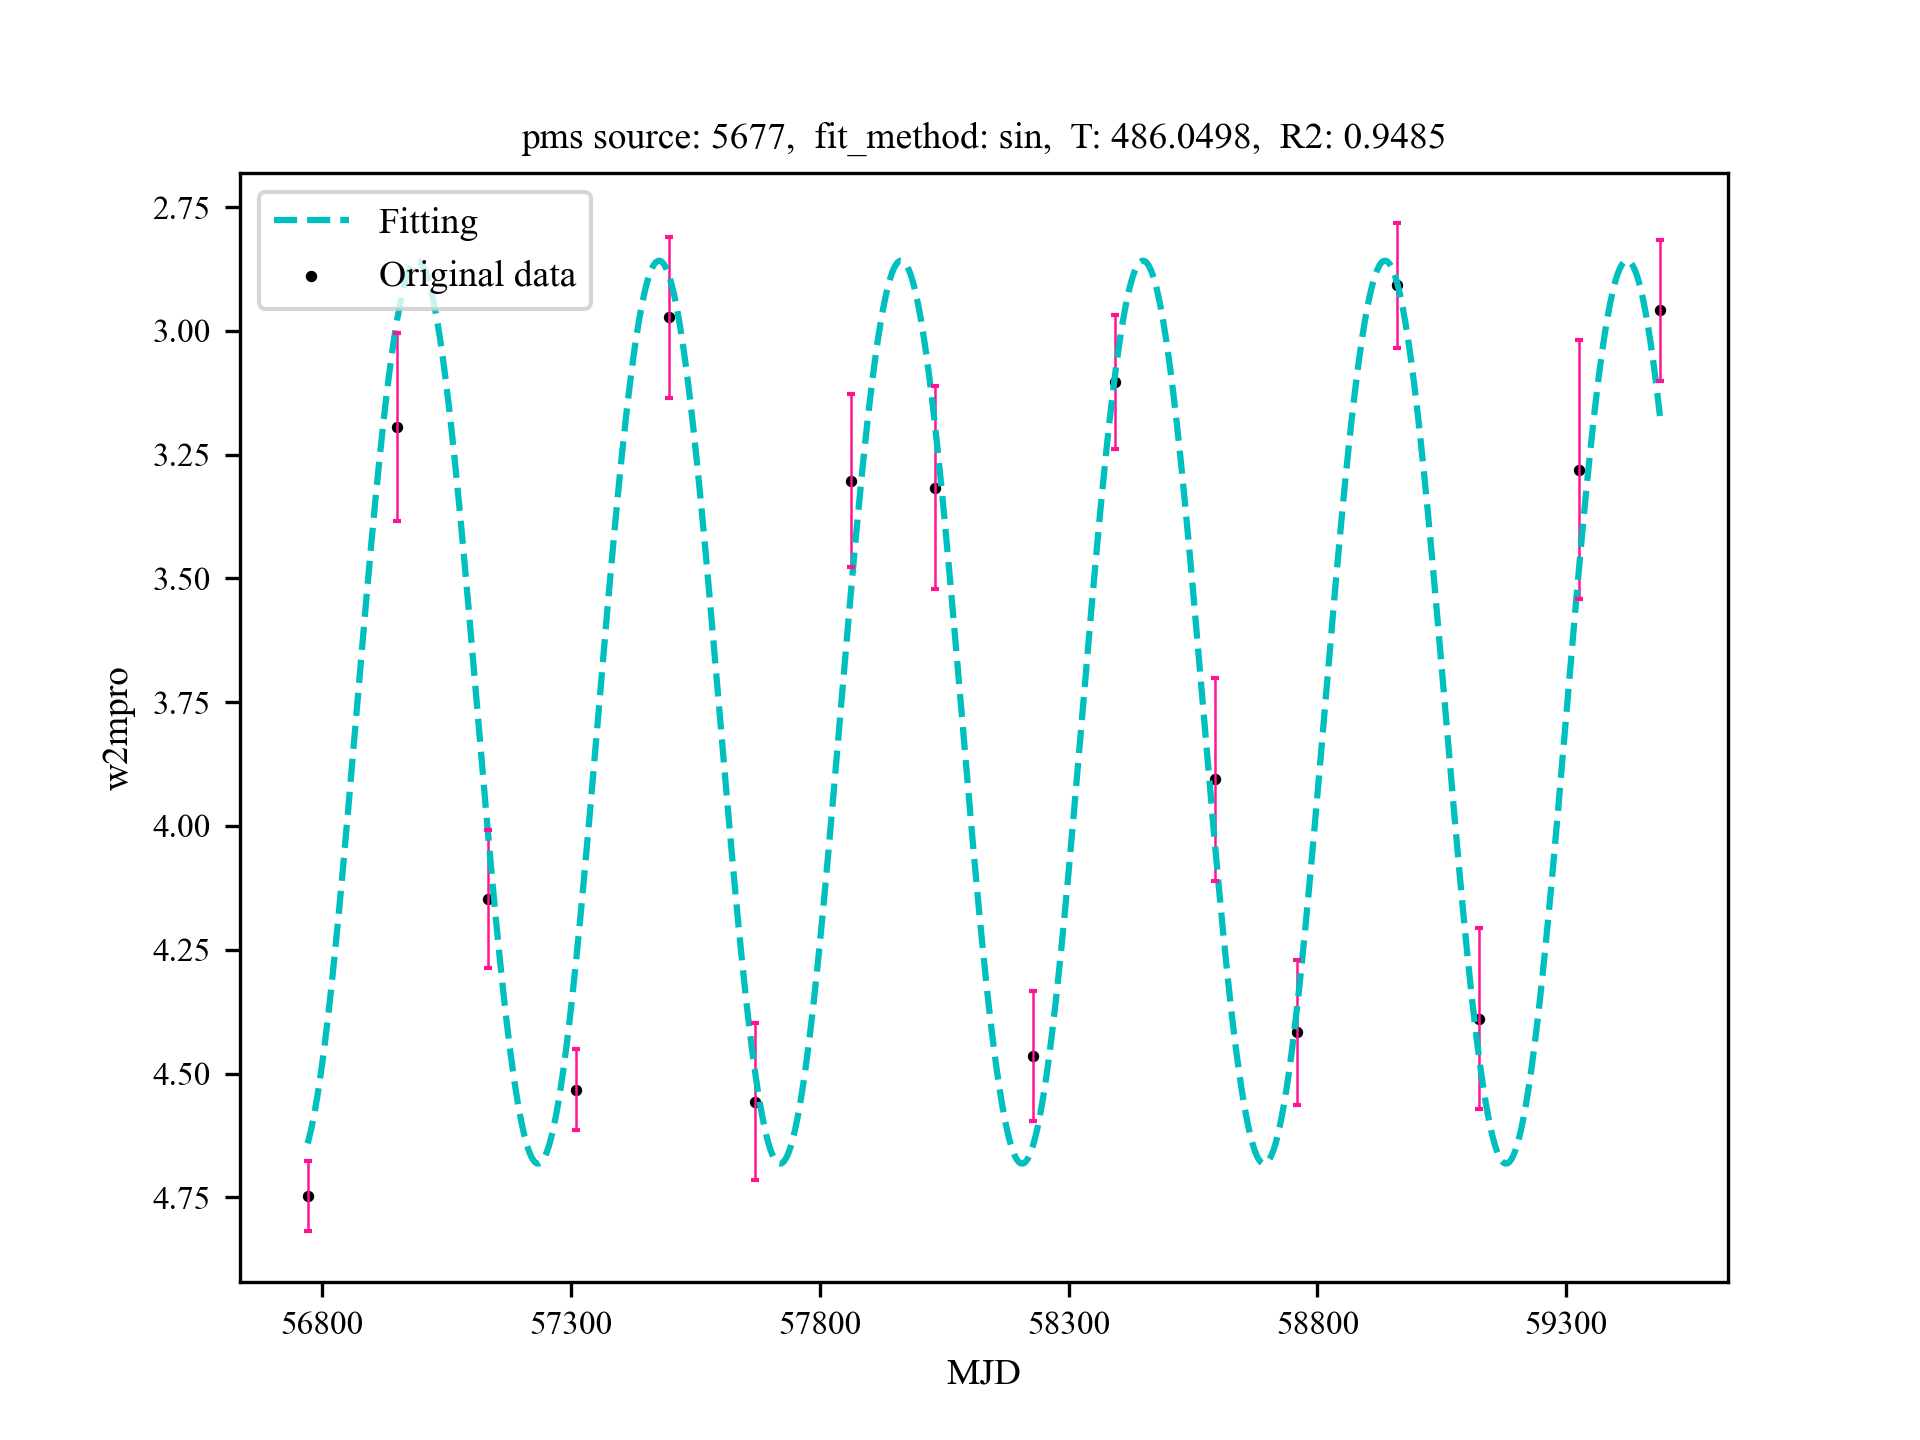 pms source: 5677,  fit_method: sin,  T: 486.0498,  R2: 0.9485
Fitting
Original data
2.75
3.00
3.25
3.50
3.75
4.00
4.25
4.50
4.75
w2mpro
56800 57300 57800 58300 58800 59300
MJD